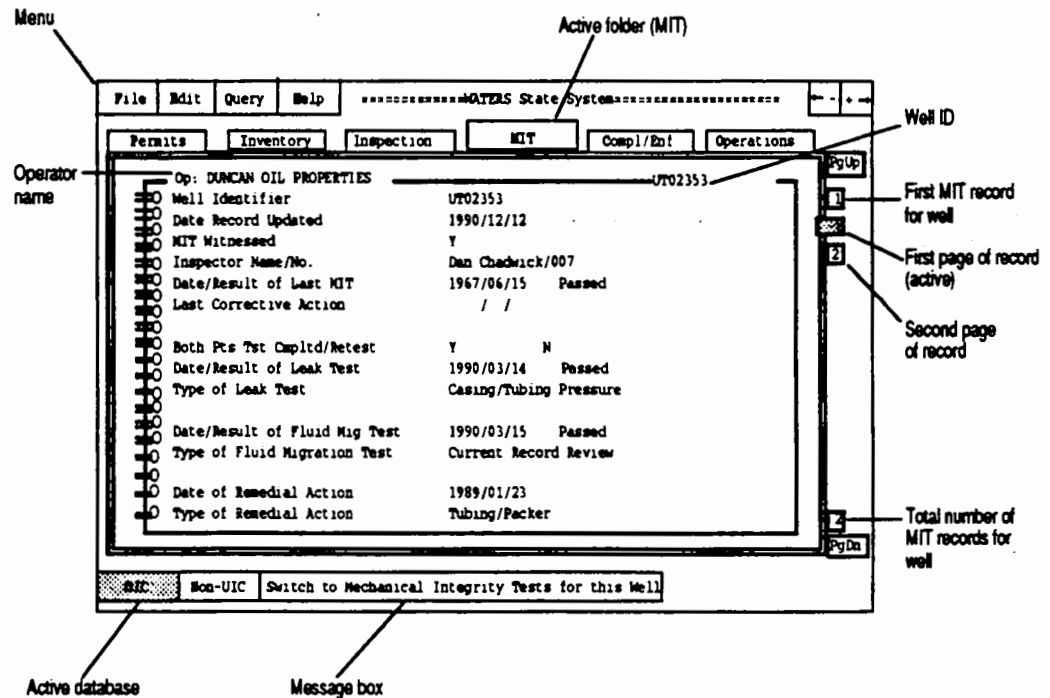 Menu
Active folder (MIT)
File Edit Query Help =============WATERS State System========================= - + -
Well ID
Permits Inventory Inspection MIT Compl/Enf Operations
PgUp
Operator name
Op: DUNCAN OIL PROPERTIES UT02353
Well Identifier UT02353
1
First MIT record for well
Date Record Updated 1990/12/12
MIT Witnessed Y
Inspector Name/No. Dan Chadwick/007
2
First page of record (active)
Date/Result of Last MIT 1967/06/15 Passed
Last Corrective Action / /
Second page of record
Both Pts Tst Cmpltd/Retest Y N
Date/Result of Leak Test 1990/03/14 Passed
Type of Leak Test Casing/Tubing Pressure
Date/Result of Fluid Mig Test 1990/03/15 Passed
Type of Fluid Migration Test Current Record Review
Date of Remedial Action 1989/01/23
Type of Remedial Action Tubing/Packer
2
Total number of MIT records for well
PgDn
UIC Non-UIC Switch to Mechanical Integrity Tests for this Well
Active database
Message box